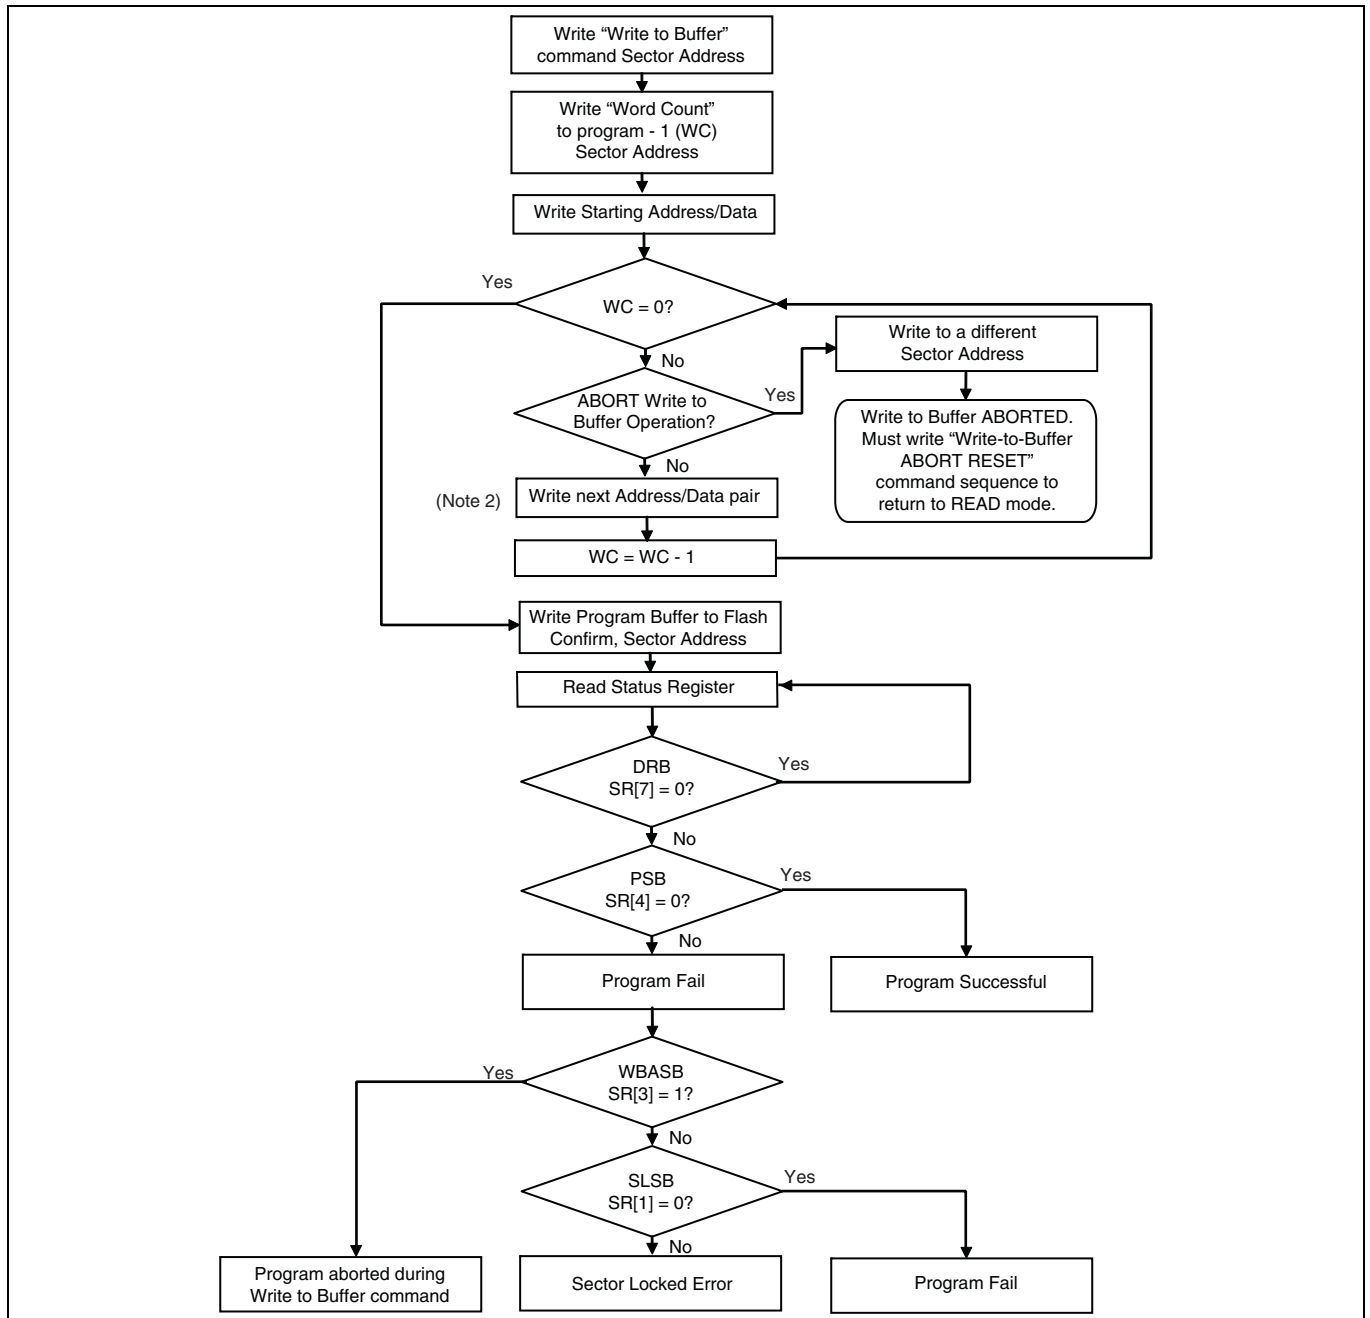 Write “Write to Buffer”
command Sector Address
Write “Word Count”
to program - 1 (WC)
Sector Address
Write Starting Address/Data
Yes
WC = 0?
No
Write to a different
Sector Address
ABORT Write to
Buffer Operation?
Yes
No
Write to Buffer ABORTED.
Must write “Write-to-Buffer
ABORT RESET”
command sequence to
return to READ mode.
(Note 2)
Write next Address/Data pair
WC = WC - 1
Write Program Buffer to Flash
Confirm, Sector Address
Read Status Register
DRB
SR[7] = 0?
Yes
No
PSB
SR[4] = 0?
Yes
No
Program Fail
Program Successful
Yes
WBASB
SR[3] = 1?
No
SLSB
SR[1] = 0?
Yes
No
Program aborted during
Write to Buffer command
Sector Locked Error
Program Fail